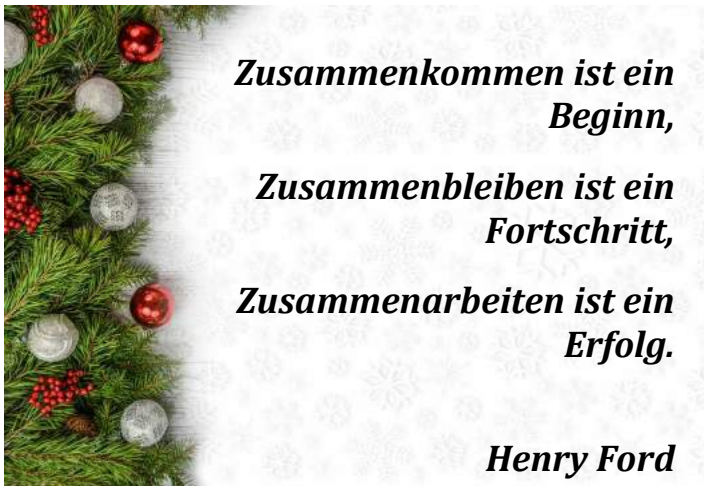 Zusammenkommen ist ein
Beginn,
Zusammenbleiben ist ein
Fortschritt,
Zusammenarbeiten ist ein
Erfolg.
Henry Ford